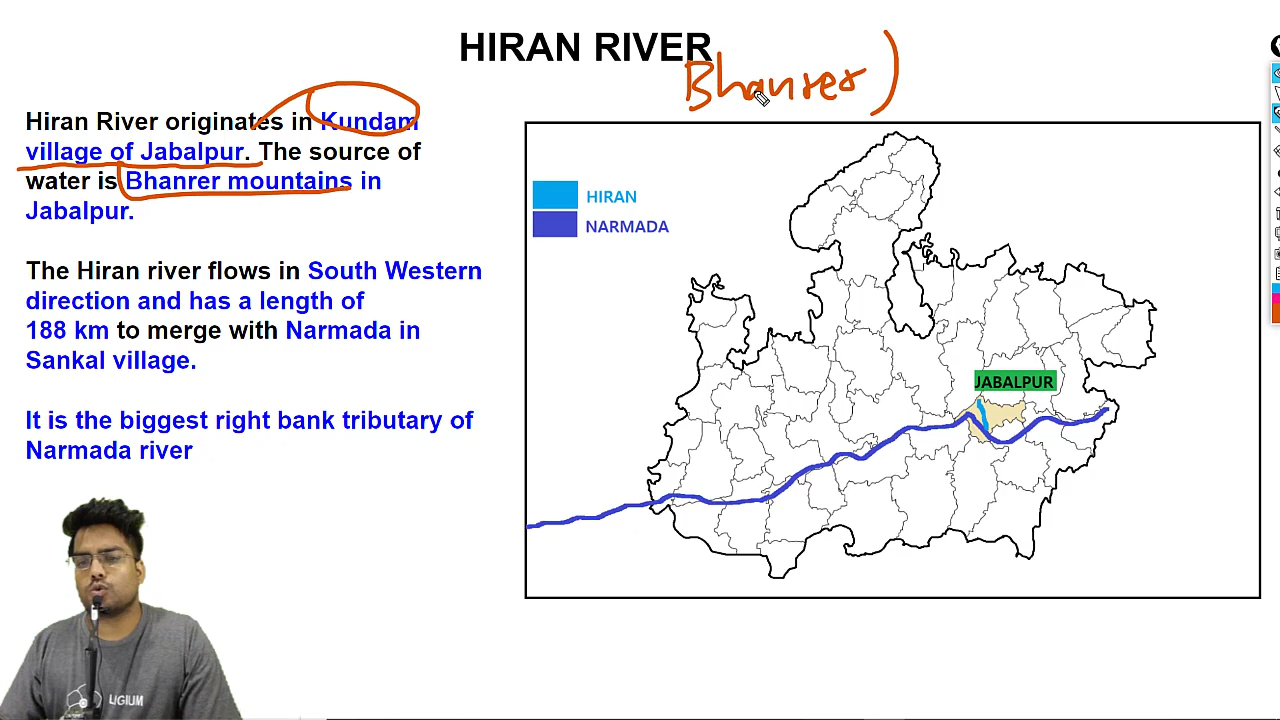 HIRAN RIVER
Bhanrer)
Hiran River originates in Kundam
village of Jabalpur. The source of
water is Bhanrer mountains in
Jabalpur.
The Hiran river flows in South Western
direction and has a length of
188 km to merge with Narmada in
Sankal village.
It is the biggest right bank tributary of
Narmada river
HIRAN
NARMADA
JABALPUR
LIGIUM